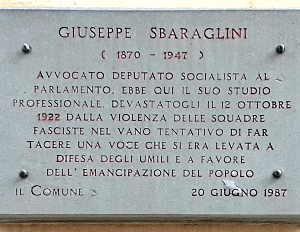 GIUSEPPE SBARAGLINI
( 1870 - 1947 )
AVVOCATO DEPUTATO SOCIALISTA AL
PARLAMENTO, EBBE QUI IL SUO STUDIO
PROFESSIONALE, DEVASTATOGLI IL 12 OTTOBRE
1922 DALLA VIOLENZA DELLE SQUADRE
FASCISTE NEL VANO TENTATIVO DI FAR
TACERE UNA VOCE CHE SI ERA LEVATA A
DIFESA DEGLI UMILI E A FAVORE
DELL'EMANCIPAZIONE DEL POPOLO
IL COMUNE 20 GIUGNO 1987